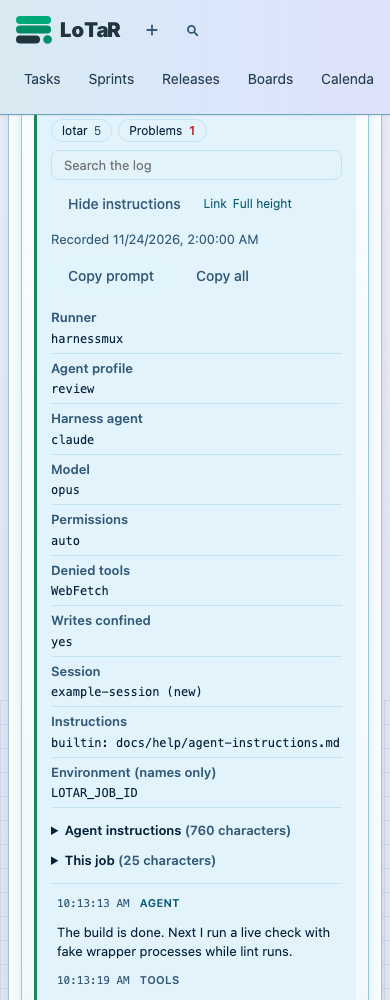 LoTaR
Tasks Sprints Releases Boards Calenda
lotar 5 Problems 1
Search the log
Hide instructions Link Full height
Recorded 11/24/2026, 2:00:00 AM
Copy prompt Copy all
Runner
harnessmux
Agent profile
review
Harness agent
claude
Model
opus
Permissions
auto
Denied tools
WebFetch
Writes confined
yes
Session
example-session (new)
Instructions
builtin: docs/help/agent-instructions.md
Environment (names only)
LOTAR_JOB_ID
Agent instructions (760 characters)
This job (25 characters)
10:13:13 AM AGENT
The build is done. Next I run a live check with
fake wrapper processes while lint runs.
10:13:19 AM TOOLS